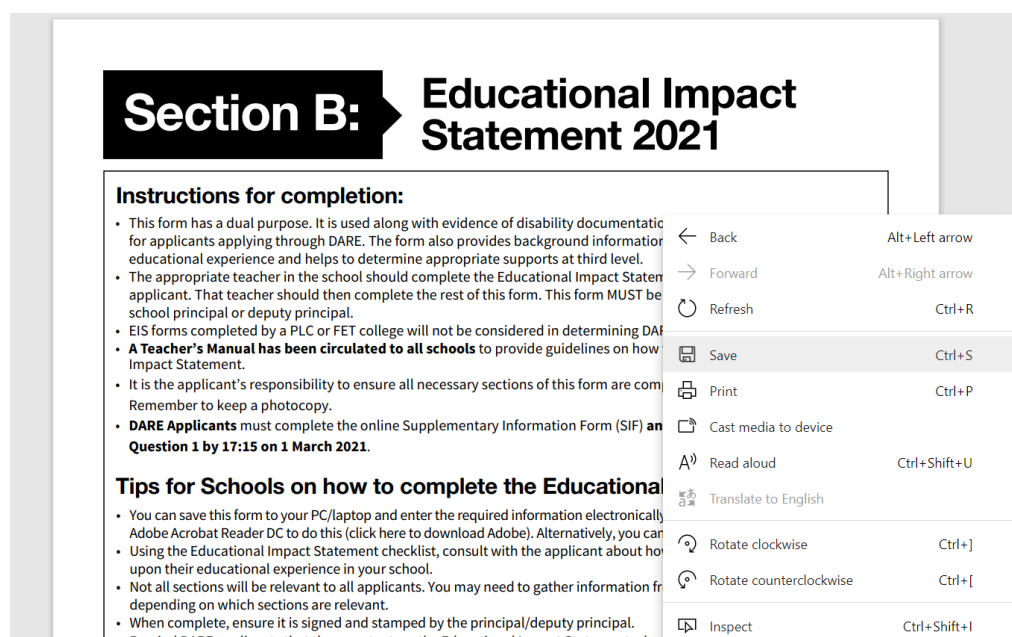 Section B:
Educational Impact
Statement 2021
Instructions for completion:
• This form has a dual purpose. It is used along with evidence of disability documentatio
for applicants applying through DARE. The form also provides background information
educational experience and helps to determine appropriate supports at third level.
• The appropriate teacher in the school should complete the Educational Impact Statem
applicant. That teacher should then complete the rest of this form. This form MUST be
school principal or deputy principal.
• EIS forms completed by a PLC or FET college will not be considered in determining DAR
• A Teacher's Manual has been circulated to all schools to provide guidelines on how
Impact Statement.
• It is the applicant's responsibility to ensure all necessary sections of this form are com
Remember to keep a photocopy.
• DARE Applicants must complete the online Supplementary Information Form (SIF) an
Question 1 by 17:15 on 1 March 2021.
Tips for Schools on how to complete the Educational
• You can save this form to your PC/laptop and enter the required information electronically
Adobe Acrobat Reader DC to do this (click here to download Adobe). Alternatively, you can
• Using the Educational Impact Statement checklist, consult with the applicant about ho
upon their educational experience in your school.
• Not all sections will be relevant to all applicants. You may need to gather information fr
depending on which sections are relevant.
• When complete, ensure it is signed and stamped by the principal/deputy principal.
Back Alt+Left arrow
Forward Alt+Right arrow
Refresh Ctrl+R
Save Ctrl+S
Print Ctrl+P
Cast media to device
Read aloud Ctrl+Shift+U
Translate to English
Rotate clockwise Ctrl+]
Rotate counterclockwise Ctrl+[
Inspect Ctrl+Shift+I